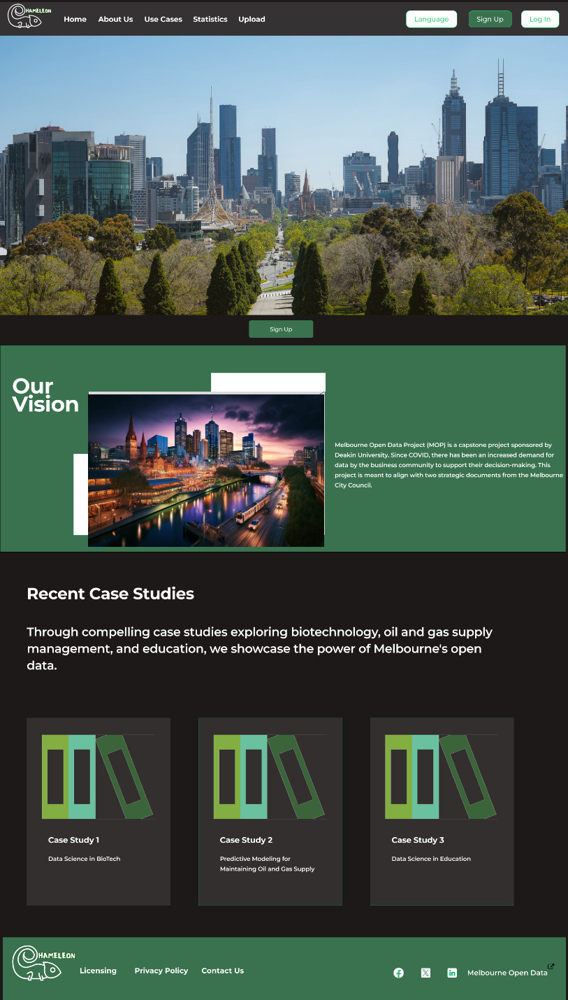 HAMELEON
Home About Us Use Cases Statistics Upload Language Sign Up Log In
Sign Up
Our
Vision
Melbourne Open Data Project (MOP) is a capstone project sponsored by
Deakin University. Since COVID, there has been an increased demand for
data by the business community to support their decision-making. This
project is meant to align with two strategic documents from the Melbourne
City Council.
Recent Case Studies
Through compelling case studies exploring biotechnology, oil and gas supply
management, and education, we showcase the power of Melbourne's open
data.
Case Study 1
Data Science in BioTech
Case Study 2
Predictive Modeling for
Maintaining Oil and Gas Supply
Case Study 3
Data Science in Education
HAMELEON
Licensing Privacy Policy Contact Us Melbourne Open Data